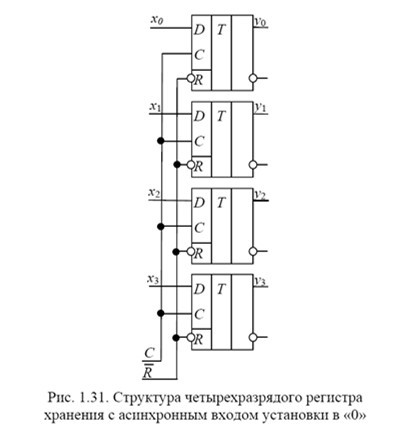 x0 D T y0
C
R
x1 D T y1
C
R
x2 D T y2
C
R
x3 D T y3
C
R
C
R̅
Рис. 1.31. Структура четырехразрядого регистра
хранения с асинхронным входом установки в «0»